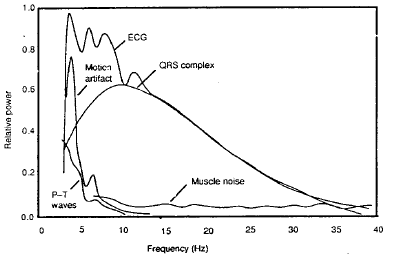 1.0
ECG
0.8
Motion
artifact
QRS complex
0.6
Relative power
0.4
0.2
P–T
waves
Muscle noise
0.0
0 5 10 15 20 25 30 35 40
Frequency (Hz)